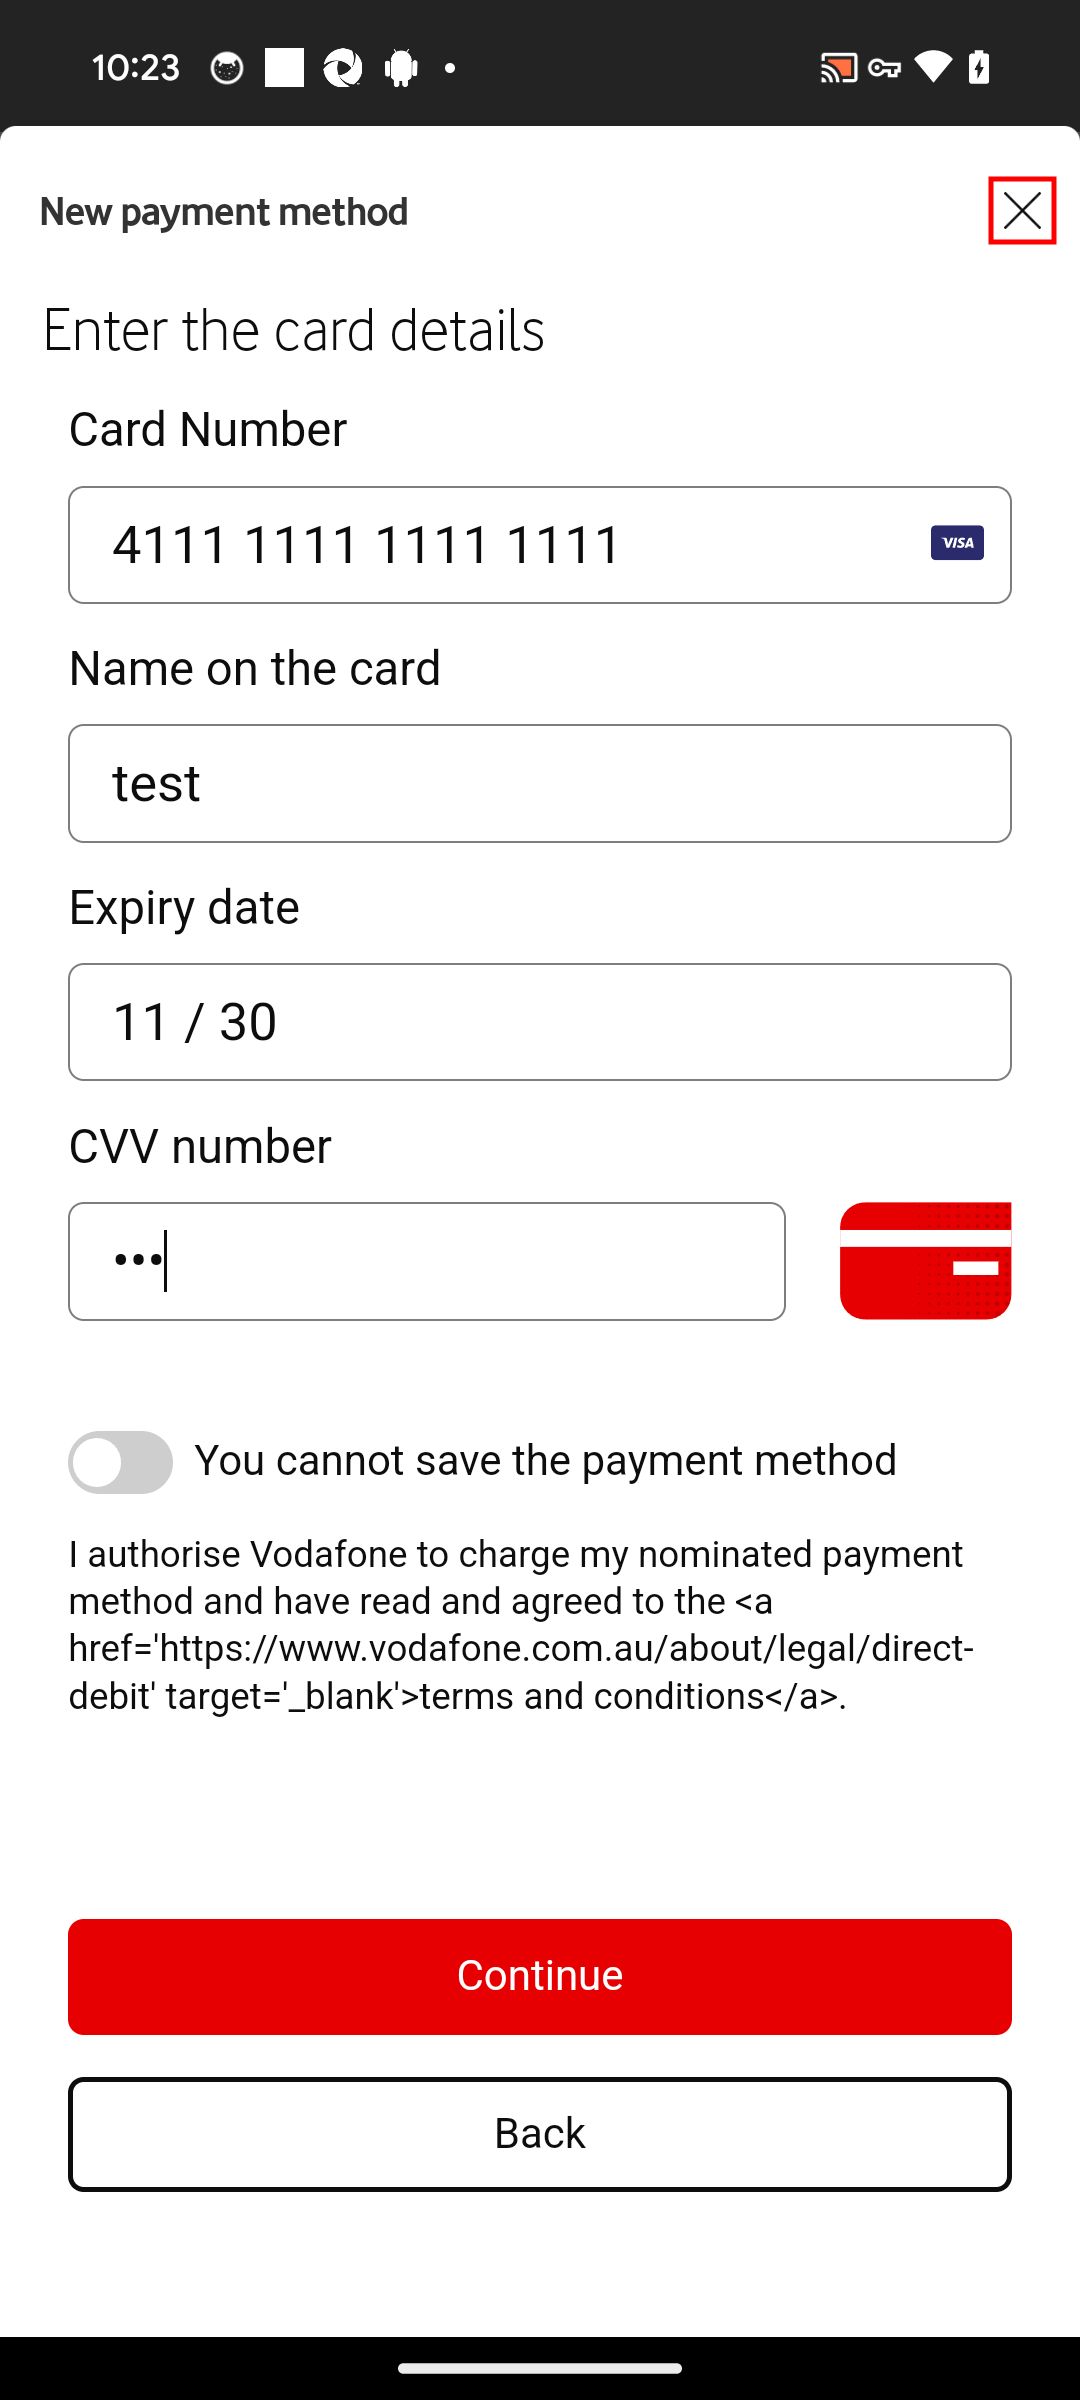 10:23
New payment method
Enter the card details
Card Number
4111 1111 1111 1111
VISA
Name on the card
test
Expiry date
11 / 30
CVV number
•••
You cannot save the payment method
I authorise Vodafone to charge my nominated payment
method and have read and agreed to the <a
href='https://www.vodafone.com.au/about/legal/direct-
debit' target='_blank'>terms and conditions</a>.
Continue
Back